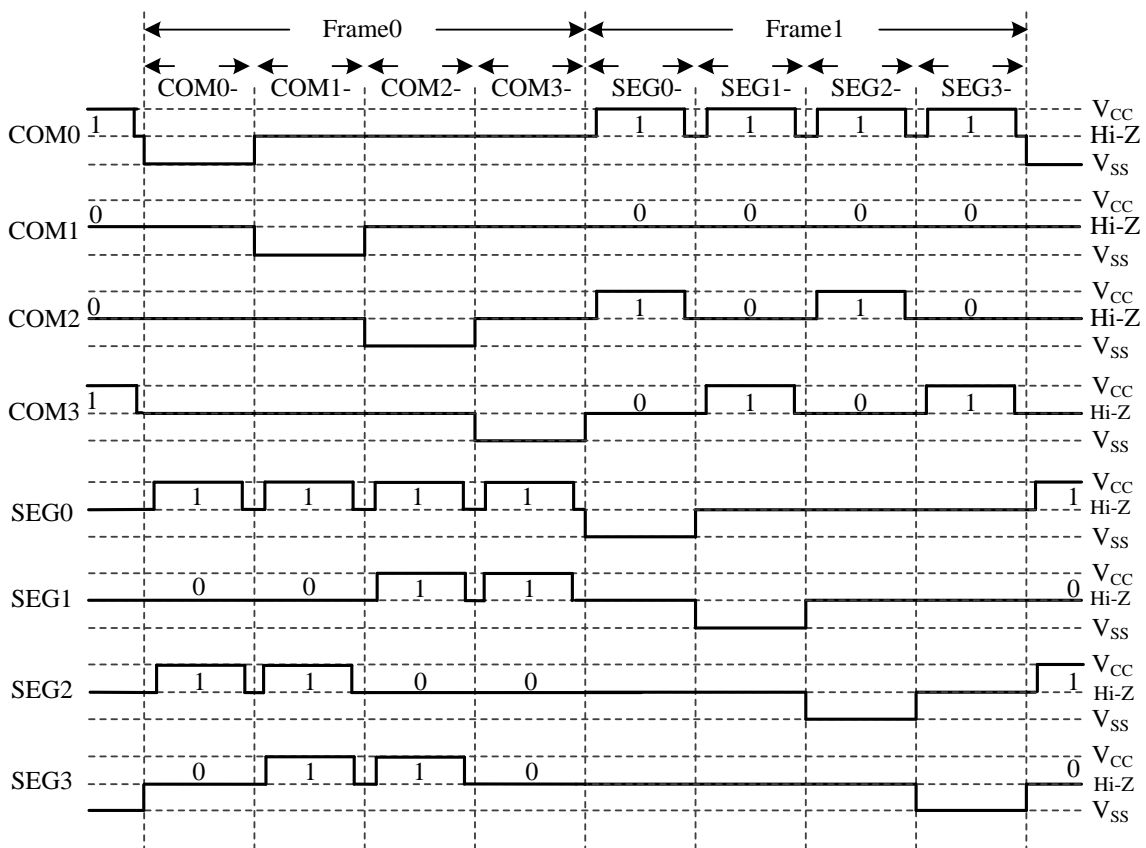 Frame0 Frame1
COM0- COM1- COM2- COM3- SEG0- SEG1- SEG2- SEG3-
COM0 1 1 1 1 1 VCC Hi-Z VSS
COM1 0 0 0 0 0 VCC Hi-Z VSS
COM2 0 1 0 1 0 VCC Hi-Z VSS
COM3 1 0 1 0 1 VCC Hi-Z VSS
SEG0 1 1 1 1 1 VCC Hi-Z VSS
SEG1 0 0 1 1 0 VCC Hi-Z VSS
SEG2 1 1 0 0 1 VCC Hi-Z VSS
SEG3 0 1 1 0 0 VCC Hi-Z VSS